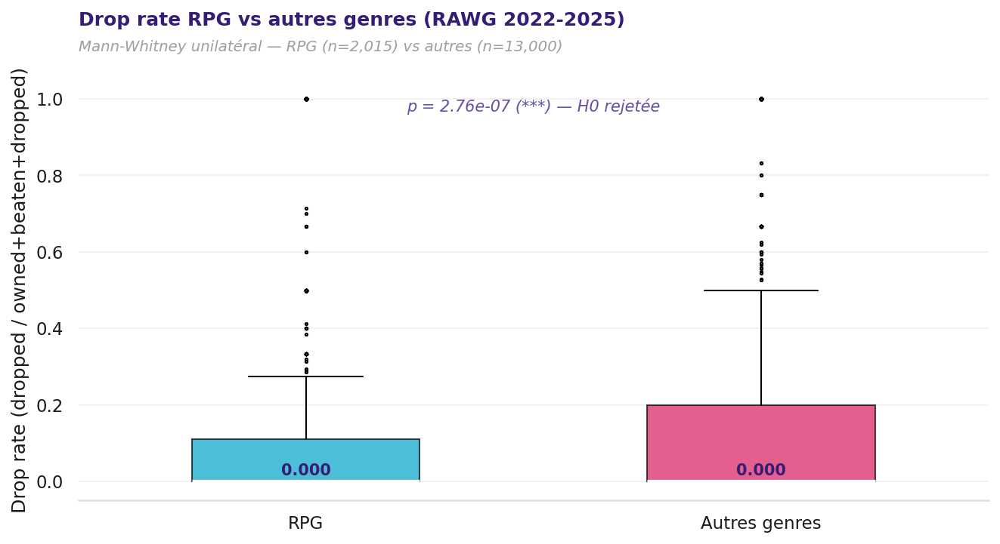 Drop rate RPG vs autres genres (RAWG 2022-2025)
Mann-Whitney unilatéral — RPG (n=2,015) vs autres (n=13,000)
Drop rate (dropped / owned+beaten+dropped)
1.0
0.8
0.6
0.4
0.2
0.0
p = 2.76e-07 (***) — H0 rejetée
0.000
0.000
RPG
Autres genres